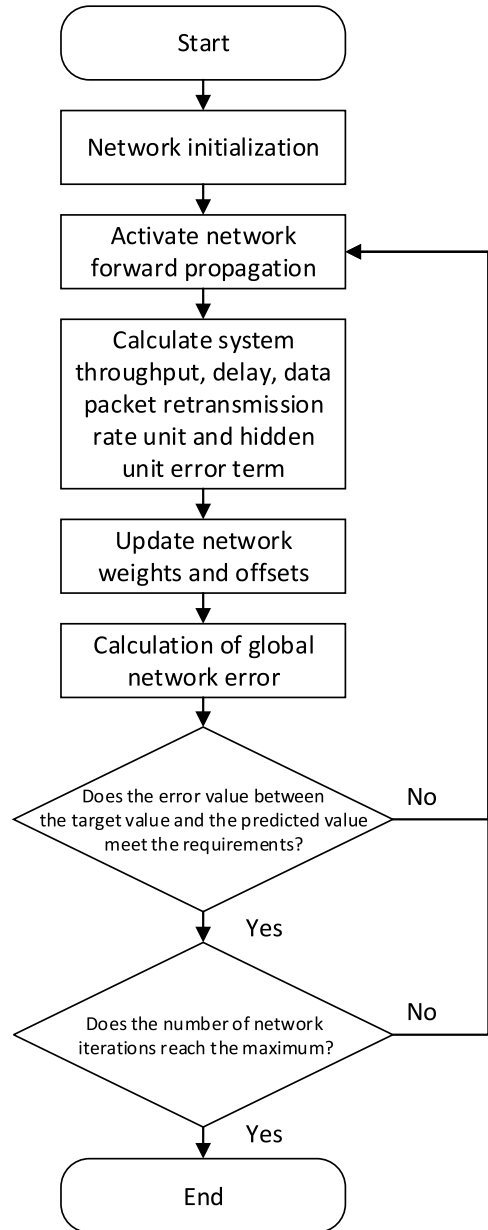 Start
Network initialization
Activate network
forward propagation
Calculate system
throughput, delay, data
packet retransmission
rate unit and hidden
unit error term
Update network
weights and offsets
Calculation of global
network error
Does the error value between
the target value and the predicted value
meet the requirements?
No
Yes
Does the number of network
iterations reach the maximum?
No
Yes
End